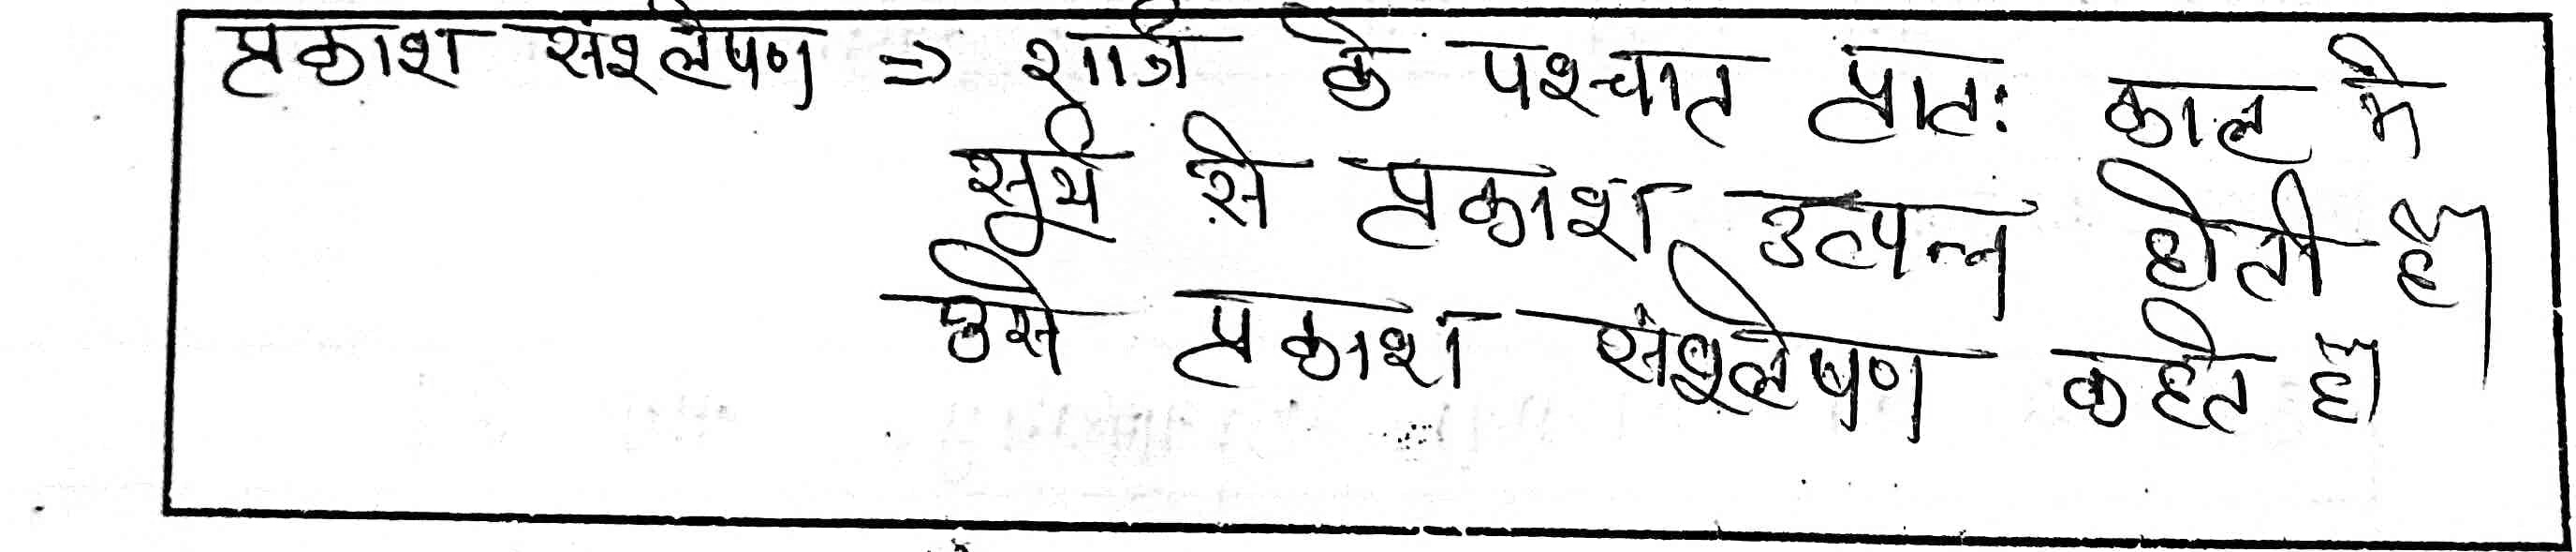 प्रकाश संश्लेषण => रात्रि के पश्चात प्रातः काल मे
सूर्य से प्रकाश उत्पन्न होती है।
उसे प्रकाश संश्लेषण कहते है।